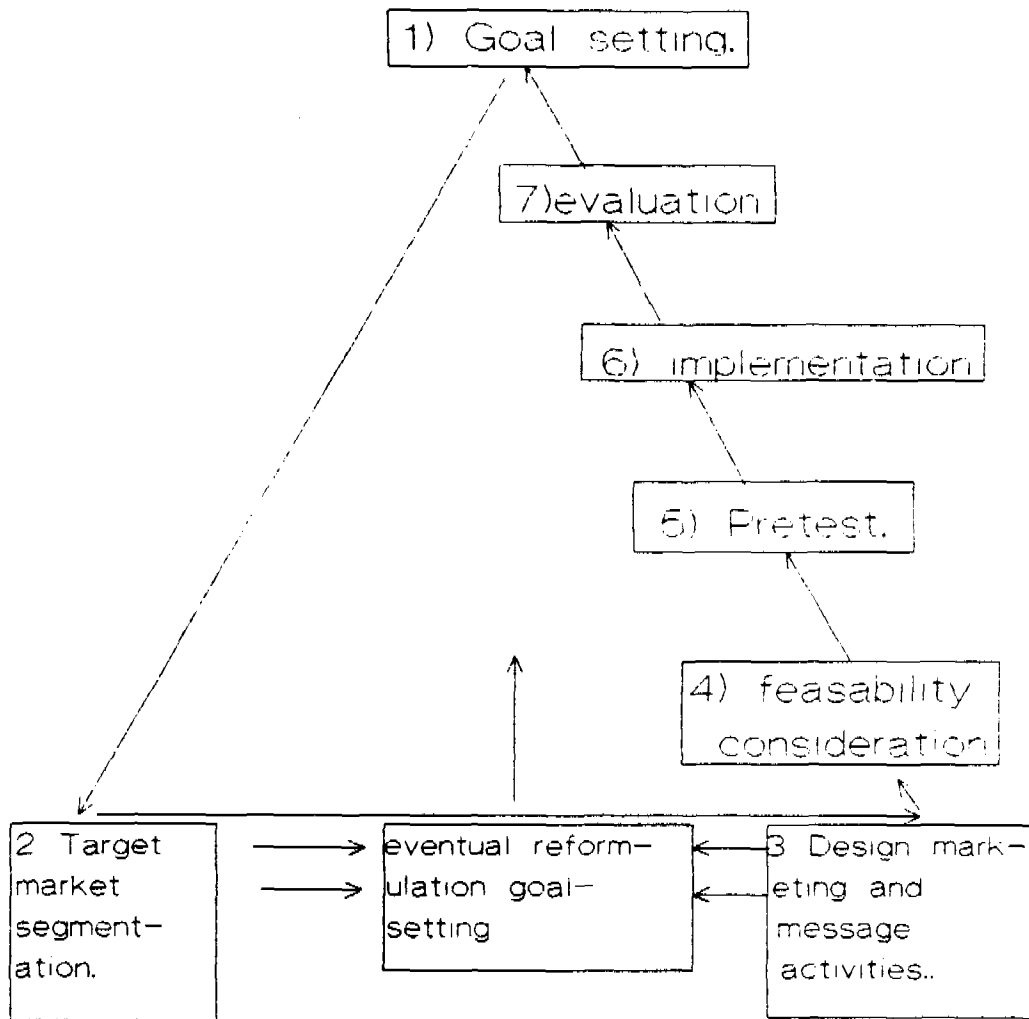 1) Goal setting.
7)evaluation
6) implementation
5) Pretest.
4) feasability
consideration
2 Target
market
segment-
ation.
eventual reform-
ulation goal-
setting
3 Design mark-
eting and
message
activities..